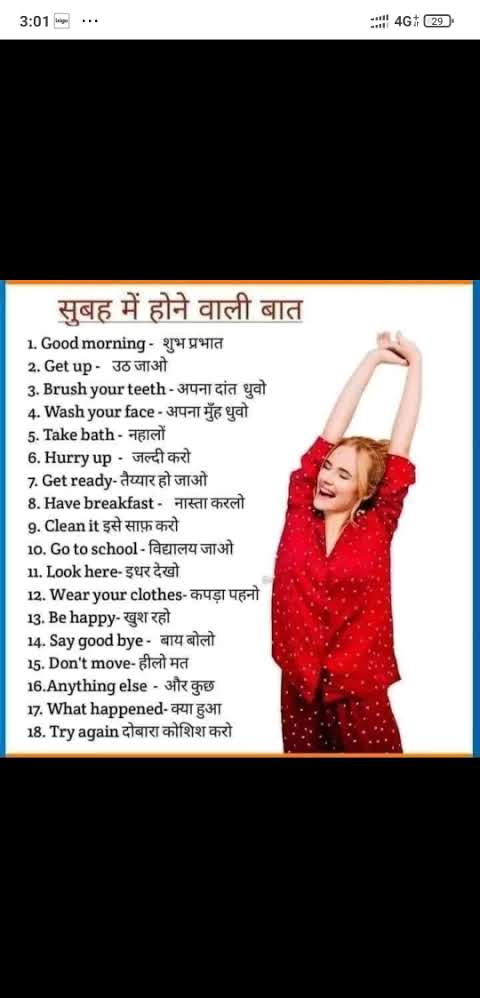 3:01 ...
4G 29
सुबह में होने वाली बात
1. Good morning - शुभ प्रभात
2. Get up - उठ जाओ
3. Brush your teeth - अपना दांत धुवो
4. Wash your face - अपना मुँह धुवो
5. Take bath - नहालों
6. Hurry up - जल्दी करो
7. Get ready- तैय्यार हो जाओ
8. Have breakfast - नास्ता करलो
9. Clean it इसे साफ़ करो
10. Go to school - विद्यालय जाओ
11. Look here- इधर देखो
12. Wear your clothes- कपड़ा पहनो
13. Be happy- खुश रहो
14. Say good bye - बाय बोलो
15. Don't move- हीलो मत
16.Anything else - और कुछ
17. What happened- क्या हुआ
18. Try again दोबारा कोशिश करो